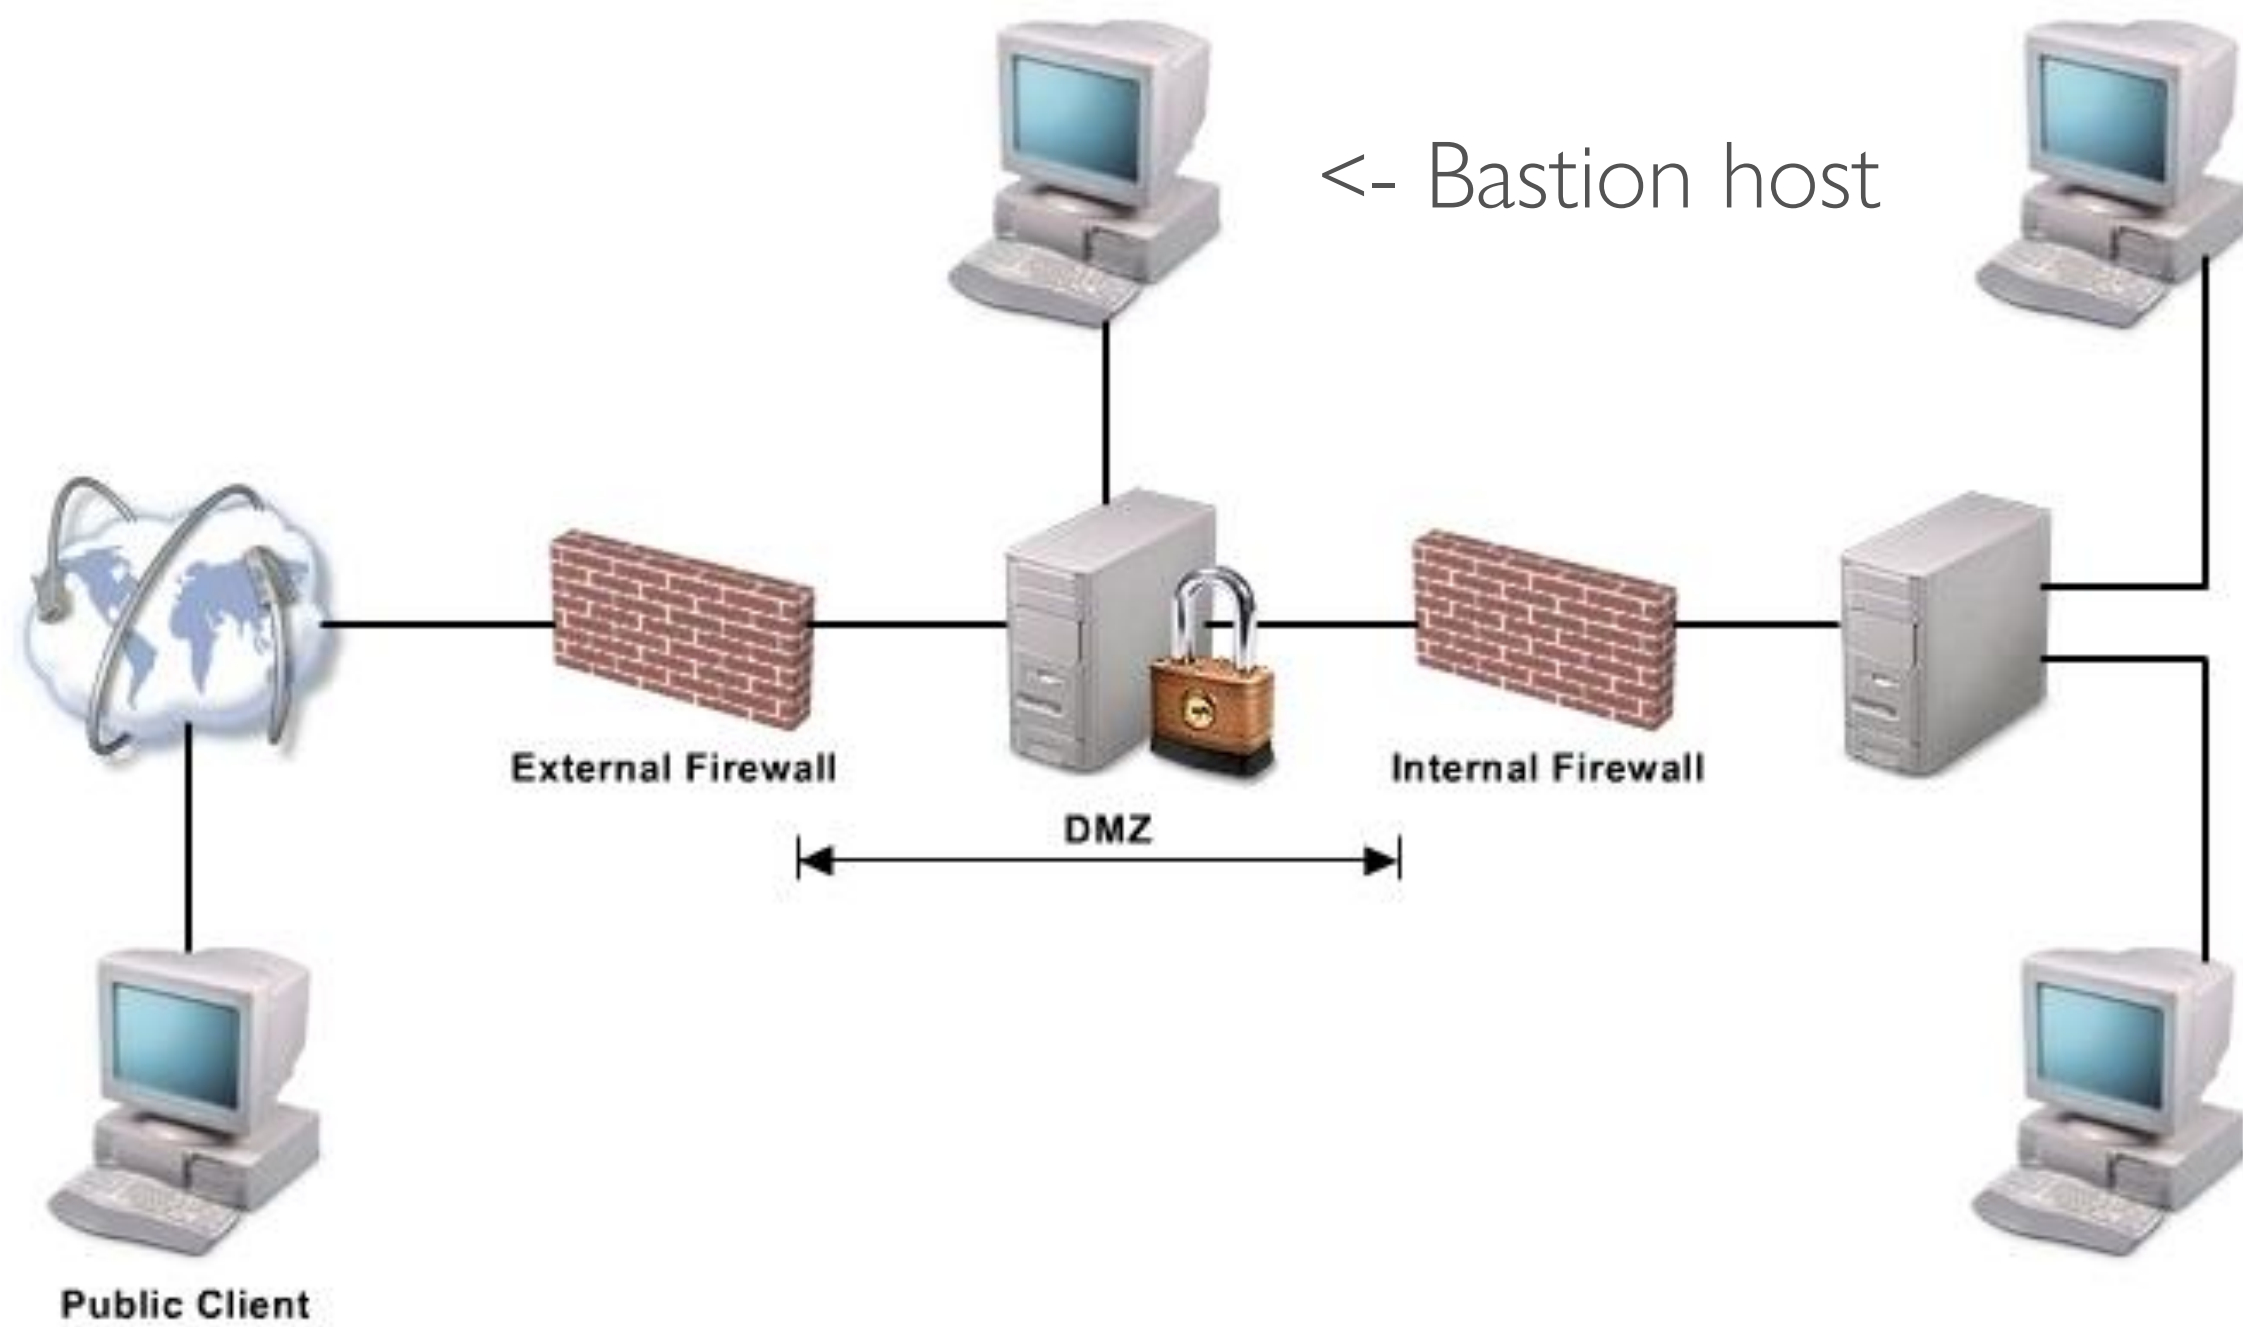 <- Bastion host
External Firewall
Internal Firewall
DMZ
Public Client